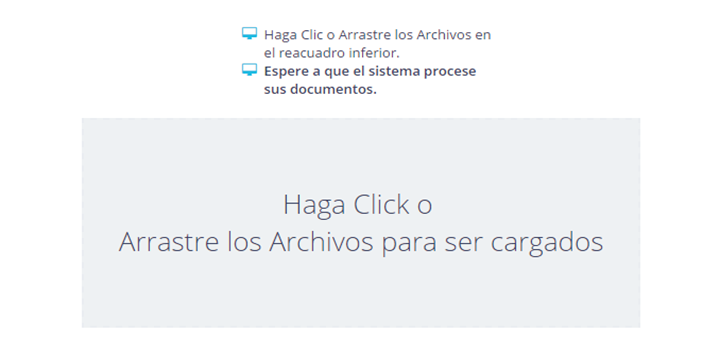 Haga Clic o Arrastre los Archivos en
el reacuadro inferior.
Espere a que el sistema procese
sus documentos.
Haga Click o
Arrastre los Archivos para ser cargados